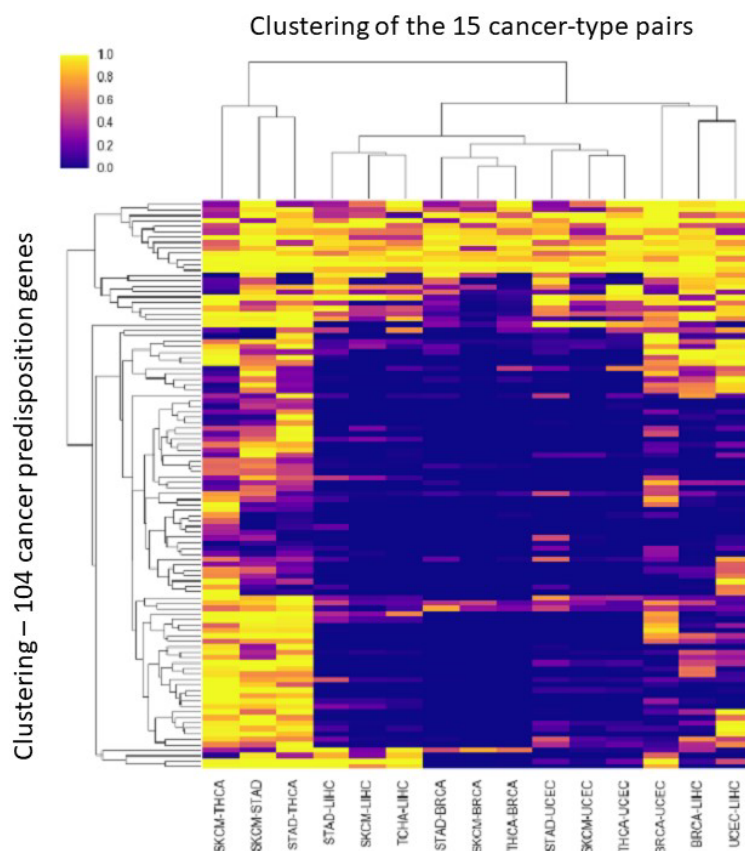 Clustering of the 15 cancer-type pairs
1.0
0.8
0.6
0.4
0.2
0.0
Clustering – 104 cancer predisposition genes
SKCM-THCA
SKCM-STAD
STAD-THCA
STAD-LIHC
SKCM-LIHC
TCHA-LIHC
STAD-BRCA
SKCM-BRCA
THCA-BRCA
STAD-UCEC
SKCM-UCEC
THCA-UCEC
BRCA-UCEC
BRCA-LIHC
UCEC-LIHC